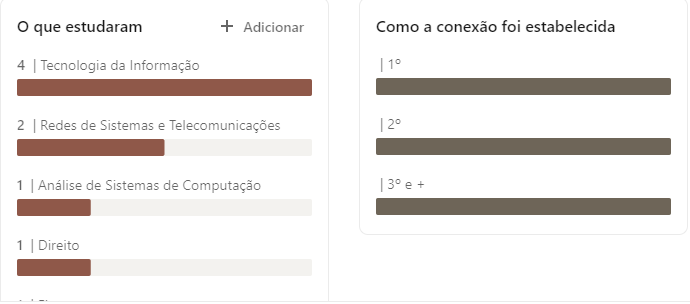 O que estudaram
+ Adicionar
4 | Tecnologia da Informação
2 | Redes de Sistemas e Telecomunicações
1 | Análise de Sistemas de Computação
1 | Direito
Como a conexão foi estabelecida
| 1º
| 2º
| 3º e +